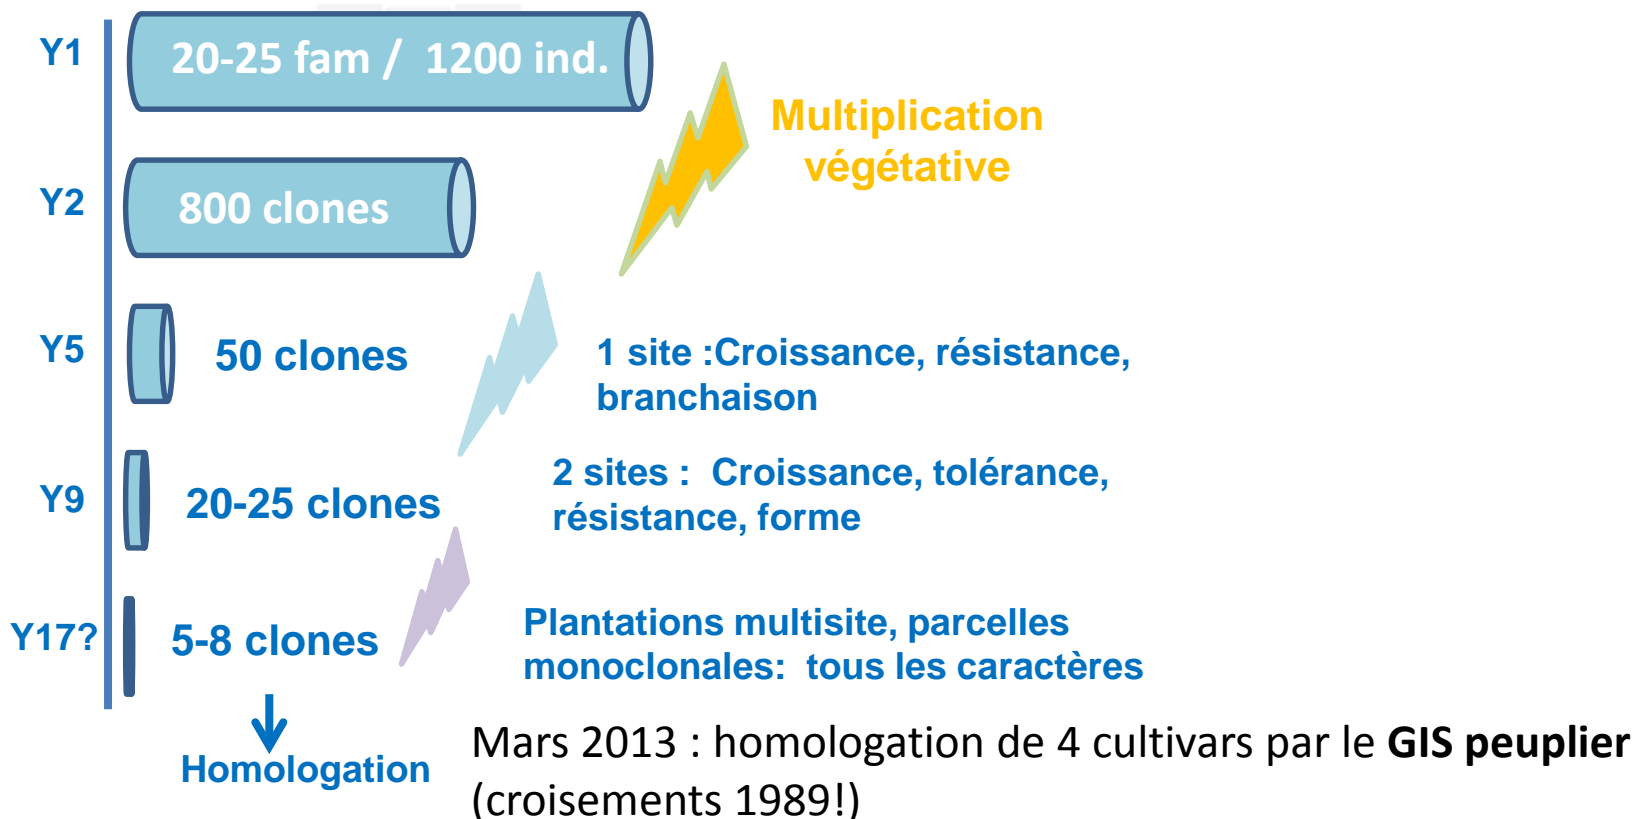 Y1
20-25 fam / 1200 ind.
Multiplication
végétative
Y2
800 clones
Y5
50 clones
1 site :Croissance, résistance,
branchaison
Y9
20-25 clones
2 sites : Croissance, tolérance,
résistance, forme
Y17?
5-8 clones
Plantations multisite, parcelles
monoclonales: tous les caractères
Homologation
Mars 2013 : homologation de 4 cultivars par le GIS peuplier
(croisements 1989!)